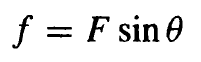 f = F sin θ